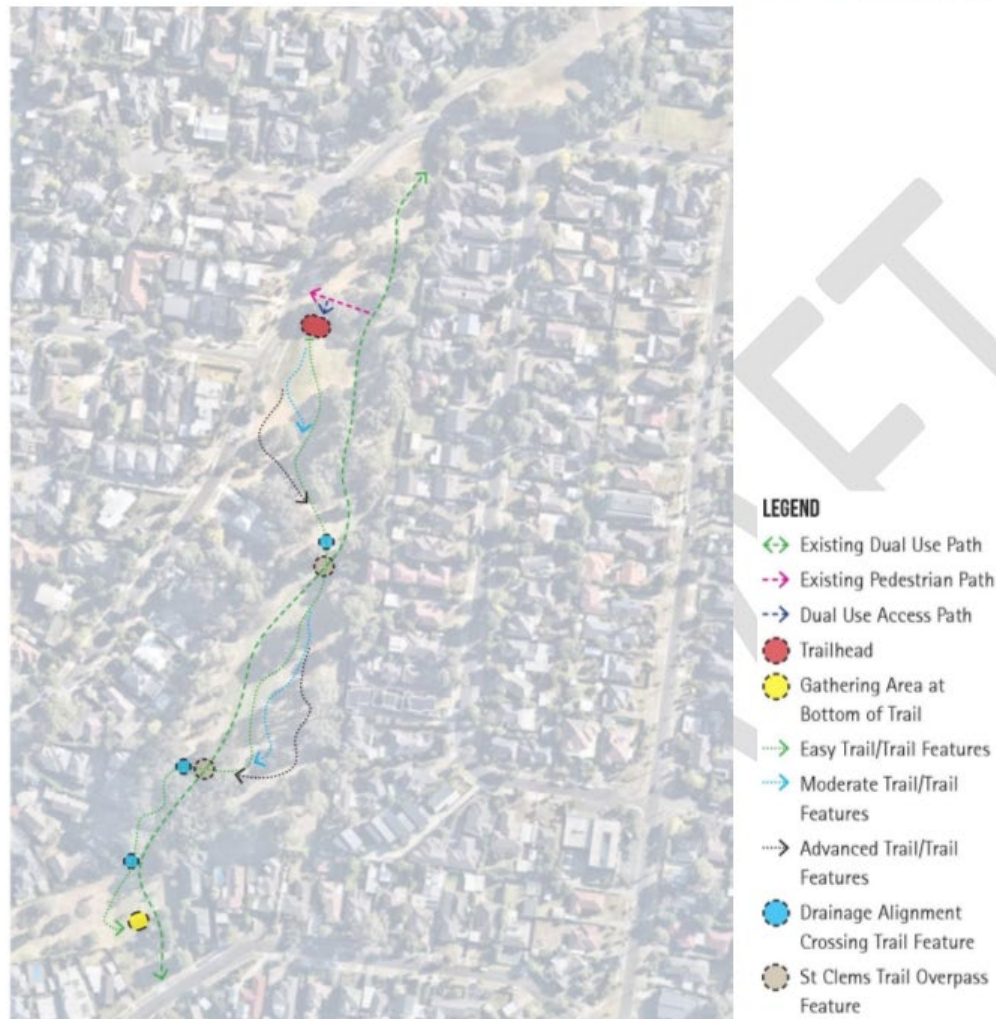 LEGEND
Existing Dual Use Path
Existing Pedestrian Path
Dual Use Access Path
Trailhead
Gathering Area at
Bottom of Trail
Easy Trail/Trail Features
Moderate Trail/Trail
Features
Advanced Trail/Trail
Features
Drainage Alignment
Crossing Trail Feature
St Clems Trail Overpass
Feature